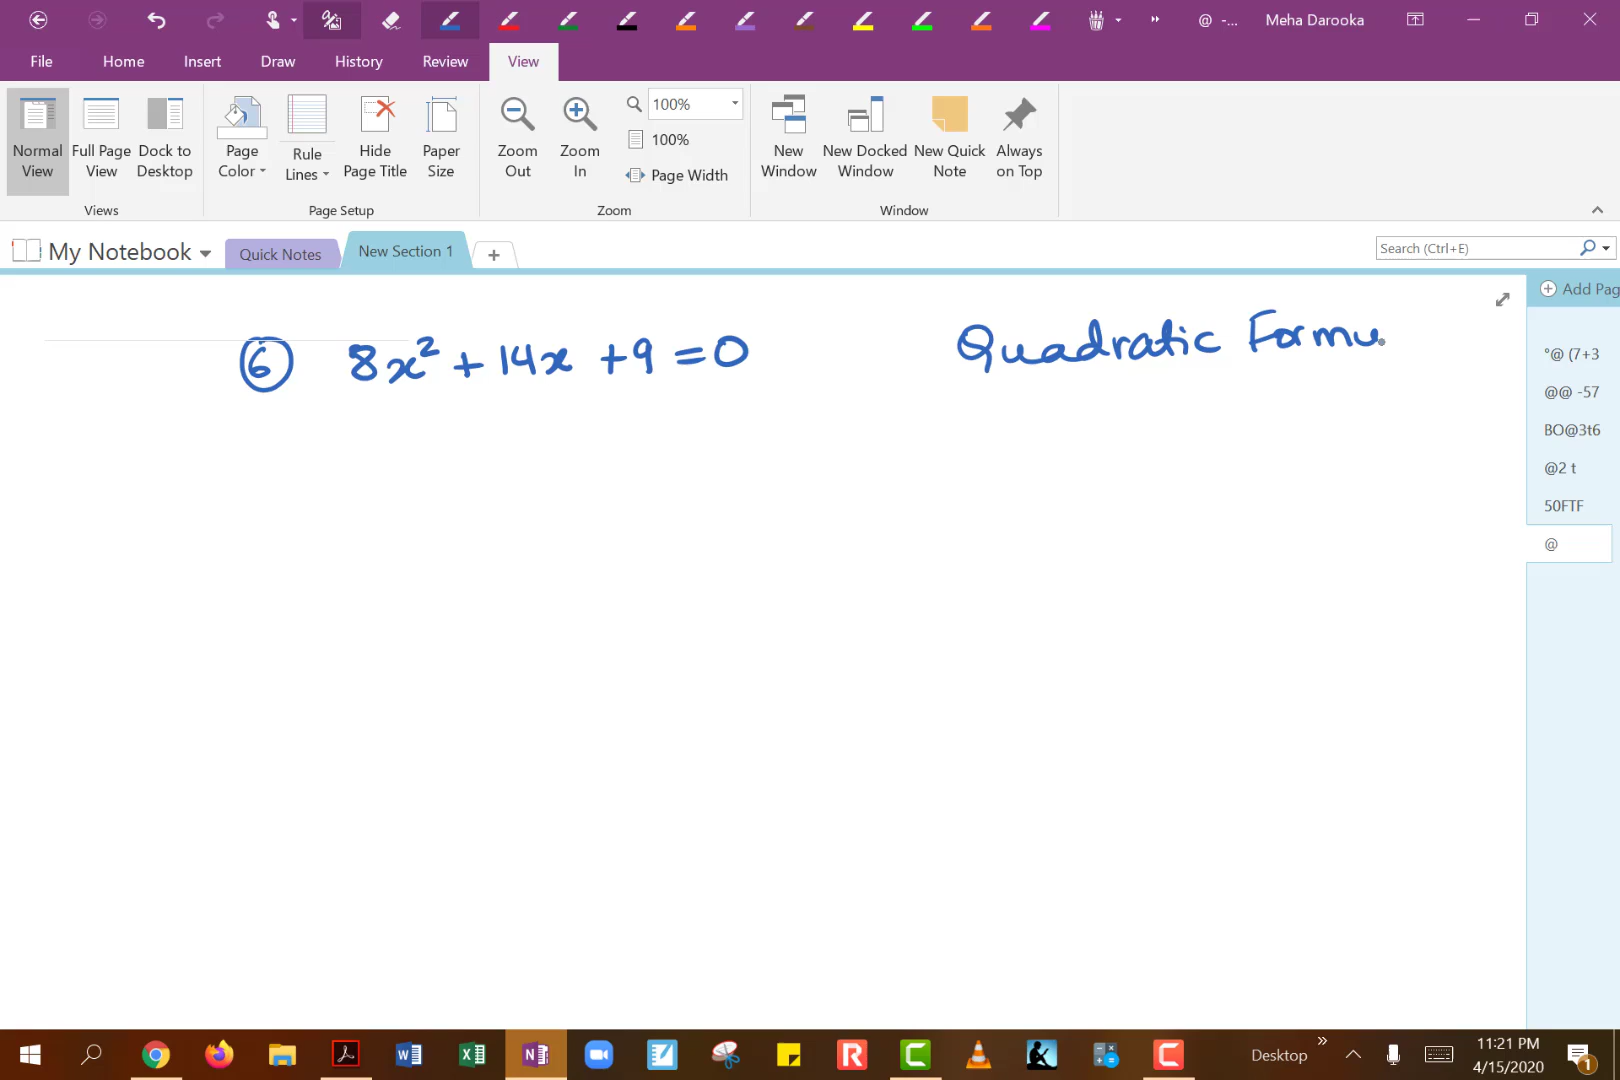 @ -...
Meha Darooka
File Home Insert Draw History Review View
Normal View
Full Page View
Dock to Desktop
Views
Page Color
Rule Lines
Hide Page Title
Paper Size
Page Setup
Zoom Out
Zoom In
100%
100%
Page Width
Zoom
New Window
New Docked Window
New Quick Note
Always on Top
Window
My Notebook
Quick Notes
New Section 1
Search (Ctrl+E)
Add Pag
⑥ 8x² + 14x + 9 = 0
Quadratic Formu
°@ (7+3
@@ -57
BO@3t6
@2 t
50FTF
@
Desktop
11:21 PM
4/15/2020
1